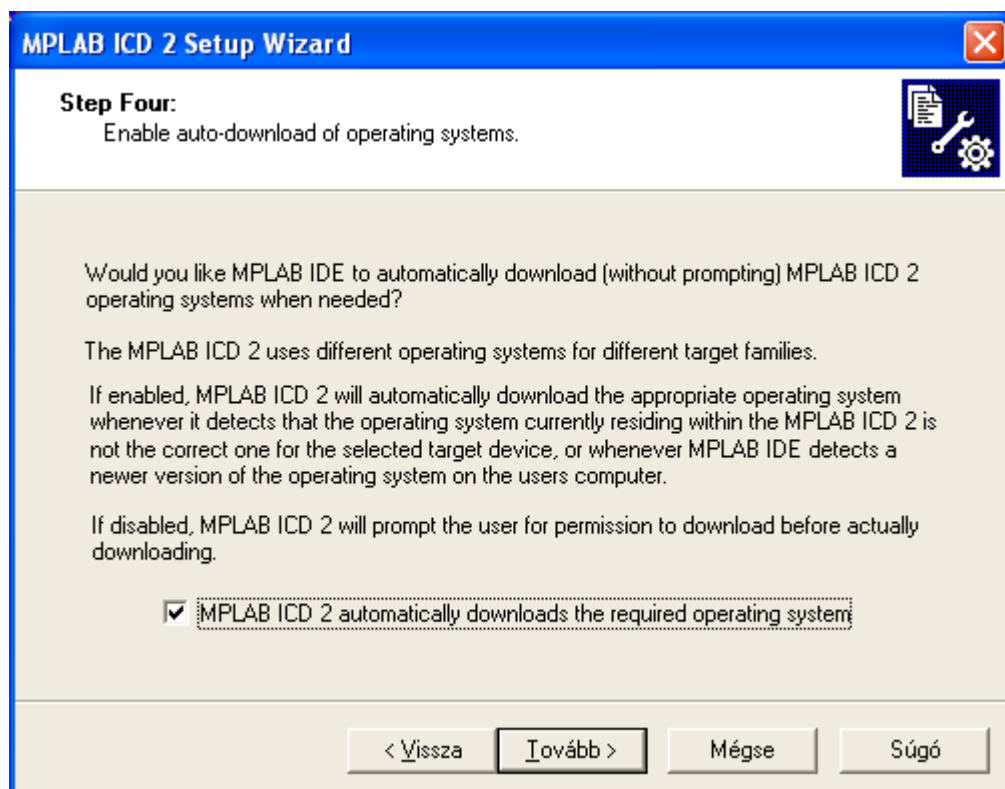 MPLAB ICD 2 Setup Wizard
Step Four:
Enable auto-download of operating systems.
Would you like MPLAB IDE to automatically download (without prompting) MPLAB ICD 2
operating systems when needed?
The MPLAB ICD 2 uses different operating systems for different target families.
If enabled, MPLAB ICD 2 will automatically download the appropriate operating system
whenever it detects that the operating system currently residing within the MPLAB ICD 2 is
not the correct one for the selected target device, or whenever MPLAB IDE detects a
newer version of the operating system on the users computer.
If disabled, MPLAB ICD 2 will prompt the user for permission to download before actually
downloading.
MPLAB ICD 2 automatically downloads the required operating system
< Vissza Tovább > Mégse Súgó